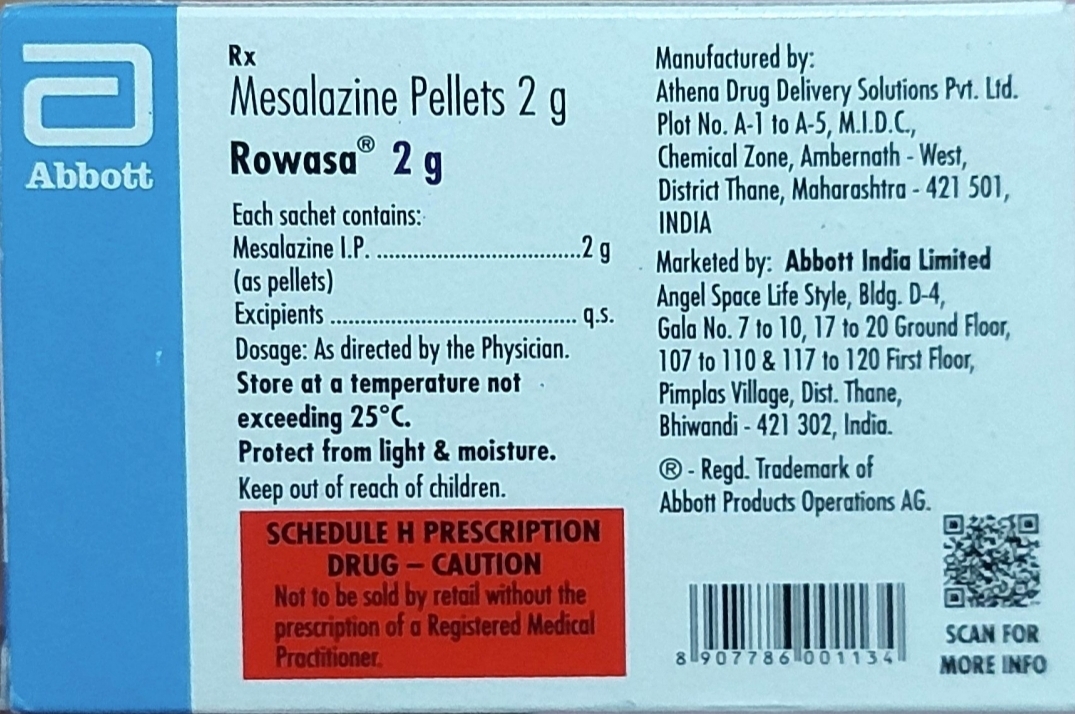 Abbott
Rx
Mesalazine Pellets 2 g
Rowasa® 2 g
Each sachet contains:
Mesalazine I.P. ..................................2 g
(as pellets)
Excipients .................................... q.s.
Dosage: As directed by the Physician.
Store at a temperature not
exceeding 25°C.
Protect from light & moisture.
Keep out of reach of children.
SCHEDULE H PRESCRIPTION
DRUG – CAUTION
Not to be sold by retail without the
prescription of a Registered Medical
Practitioner.
Manufactured by:
Athena Drug Delivery Solutions Pvt. Ltd.
Plot No. A-1 to A-5, M.I.D.C.,
Chemical Zone, Ambernath - West,
District Thane, Maharashtra - 421 501,
INDIA
Marketed by: Abbott India Limited
Angel Space Life Style, Bldg. D-4,
Gala No. 7 to 10, 17 to 20 Ground Floor,
107 to 110 & 117 to 120 First Floor,
Pimplas Village, Dist. Thane,
Bhiwandi - 421 302, India.
® - Regd. Trademark of
Abbott Products Operations AG.
8 907786 001134
SCAN FOR
MORE INFO